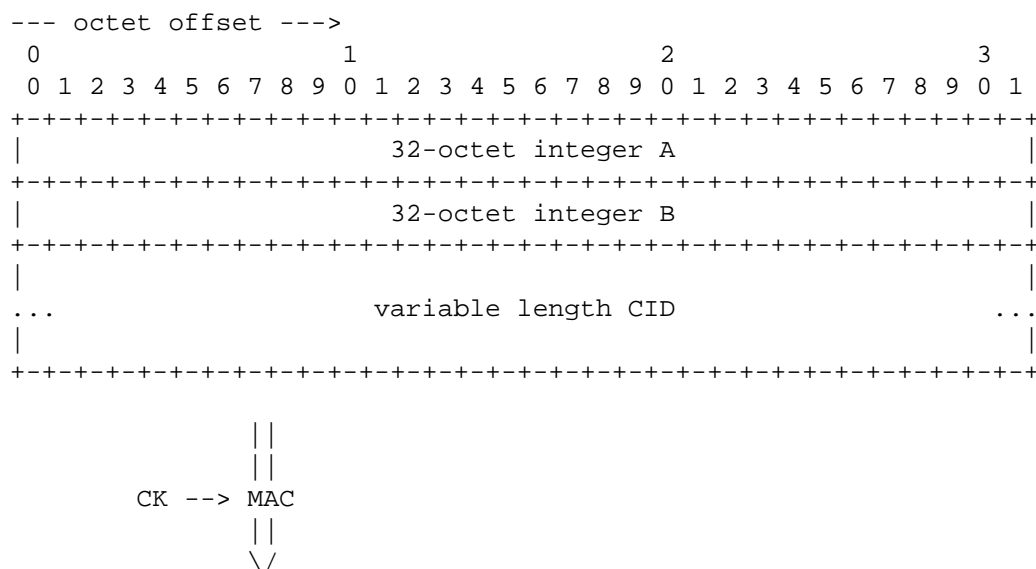 --- octet offset --->
 0                   1                   2                   3
 0 1 2 3 4 5 6 7 8 9 0 1 2 3 4 5 6 7 8 9 0 1 2 3 4 5 6 7 8 9 0 1
+-+-+-+-+-+-+-+-+-+-+-+-+-+-+-+-+-+-+-+-+-+-+-+-+-+-+-+-+-+-+-+-+
|                       32-octet integer A                      |
+-+-+-+-+-+-+-+-+-+-+-+-+-+-+-+-+-+-+-+-+-+-+-+-+-+-+-+-+-+-+-+-+
|                       32-octet integer B                      |
+-+-+-+-+-+-+-+-+-+-+-+-+-+-+-+-+-+-+-+-+-+-+-+-+-+-+-+-+-+-+-+-+
|                                                               |
...                    variable length CID                    ...
|                                                               |
+-+-+-+-+-+-+-+-+-+-+-+-+-+-+-+-+-+-+-+-+-+-+-+-+-+-+-+-+-+-+-+-+
               ||
               ||
        CK --> MAC
               ||
               \/